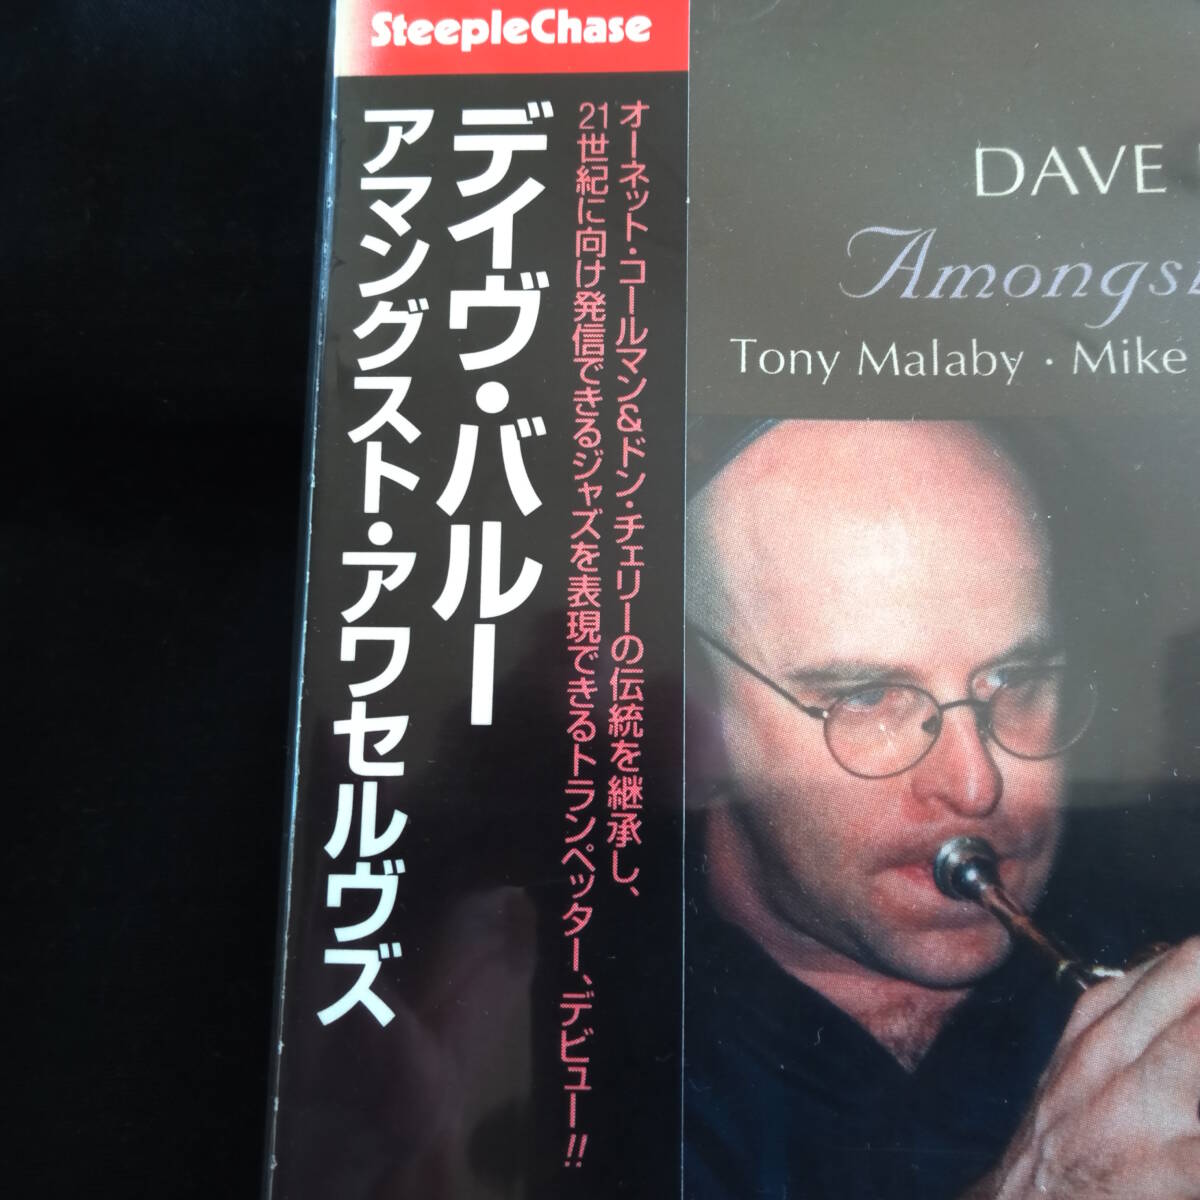 SteepleChase
オーネット・コールマン&ドン・チェリーの伝統を継承し、
21世紀に向け発信できるジャズを表現できるトランペッター、デビュー!!
デイヴ・バルー
アマングスト・アワセルヴズ
DAVE
Amongst
Tony Malaby · Mike